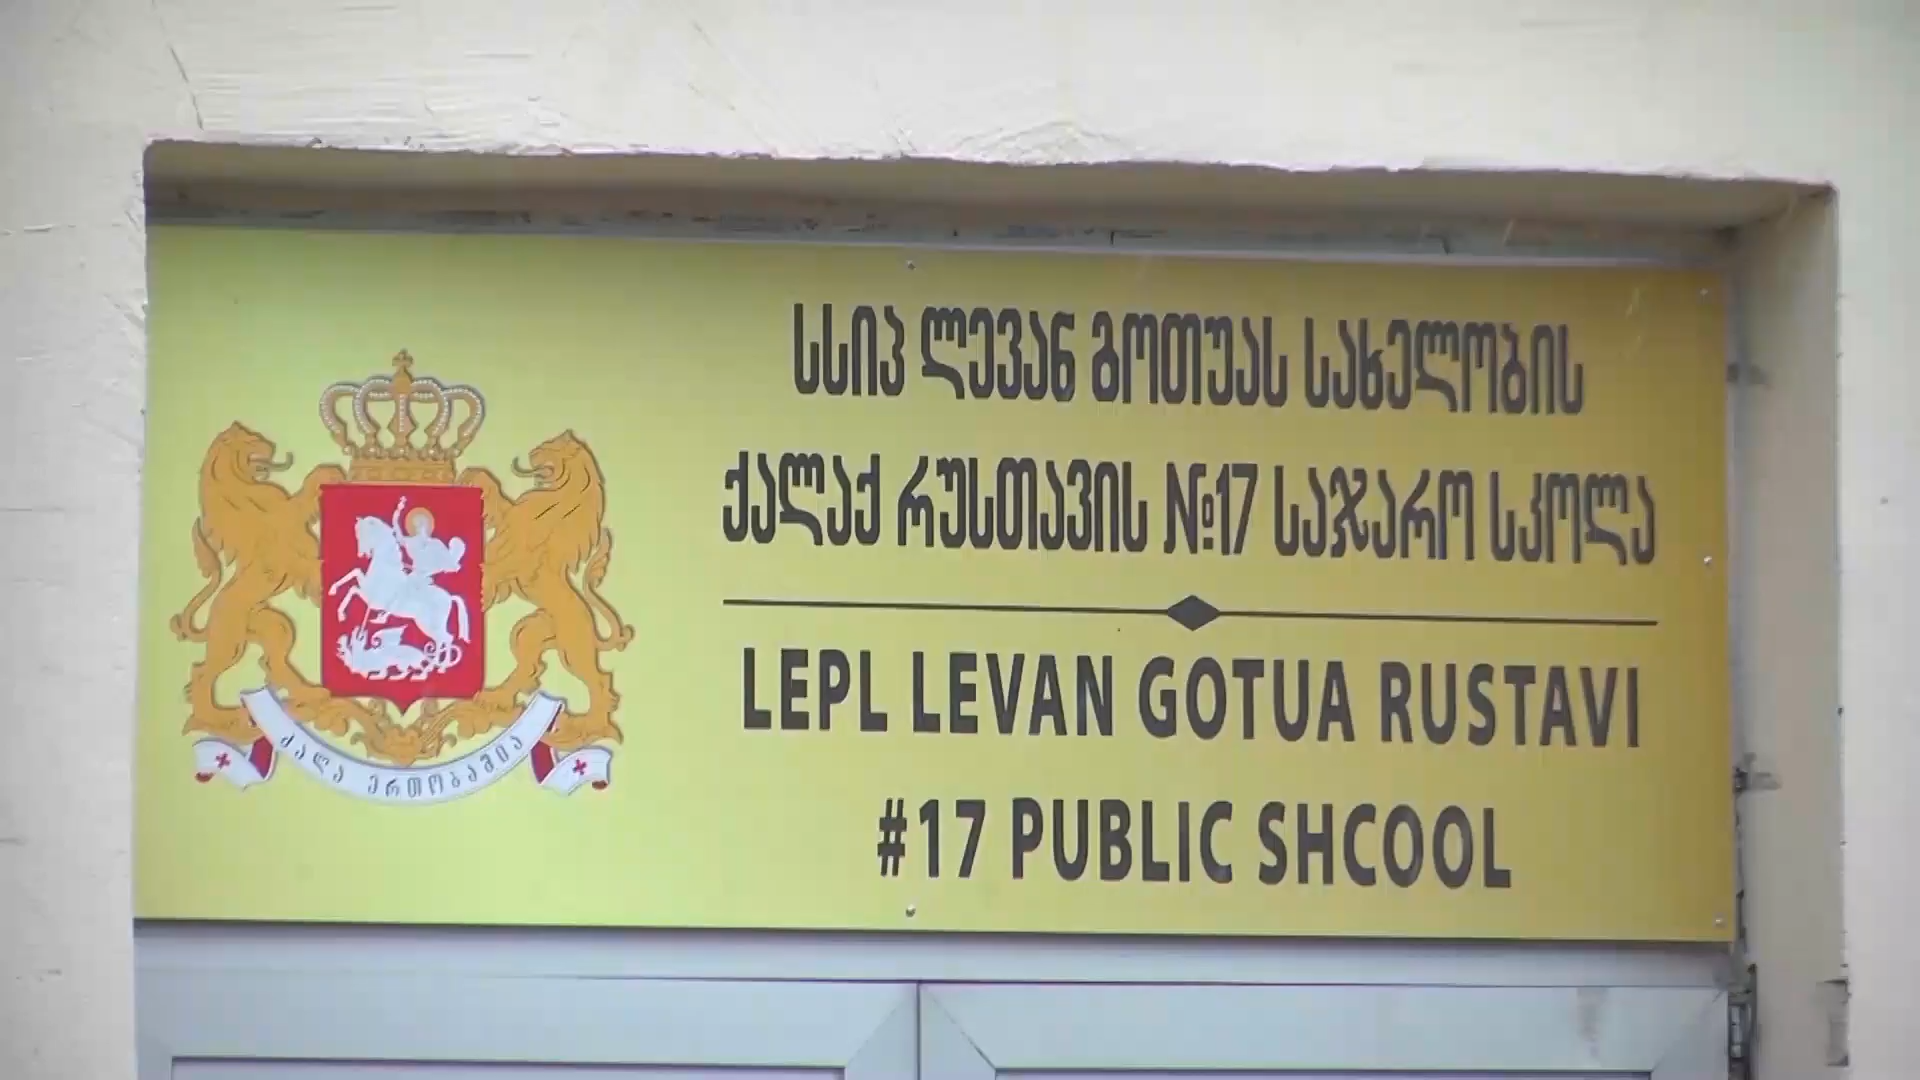 სსიპ ლევან გოთუას სახელობის
ქალაქ რუსთავის №17 საჯარო სკოლა
LEPL LEVAN GOTUA RUSTAVI
#17 PUBLIC SHCOOL
ძალა ერთობაშია